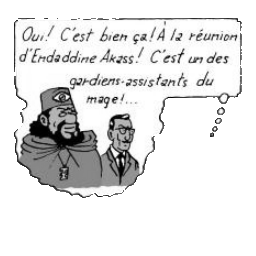 Oui! C'est bien ça! À la réunion
d'Endaddine Akass! C'est un des
gardiens-assistants du
mage!...